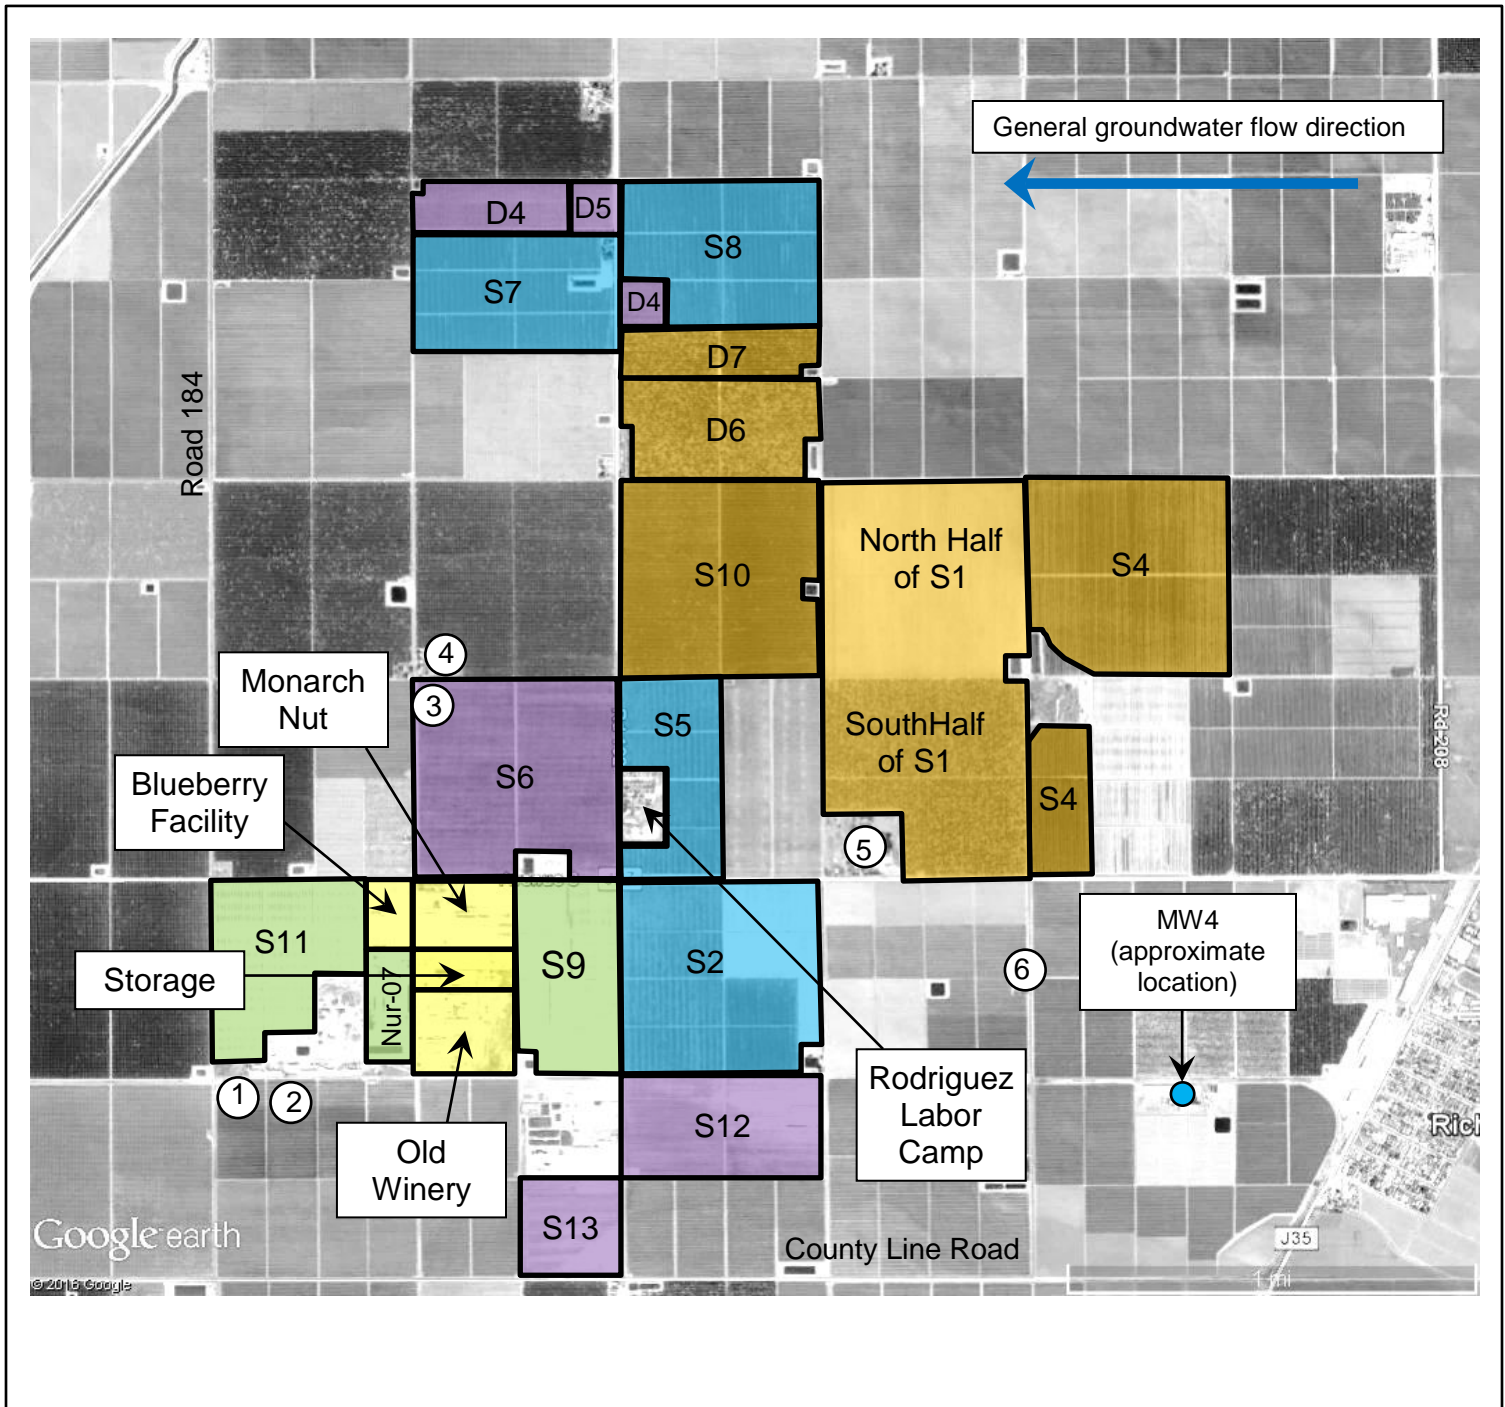 General groundwater flow direction
D4
D5
S8
S7
D4
D7
Road 184
D6
North Half
of S1
S4
S10
4
Monarch
Nut
3
S5
SouthHalf
of S1
Rd 208
Blueberry
Facility
S6
S4
5
MW4
(approximate
location)
S11
S9
S2
6
Storage
Nur-07
Rodriguez
Labor
Camp
1
2
S12
Old
Winery
Rich
S13
Google earth
County Line Road
J35
© 2016 Google
1 mi